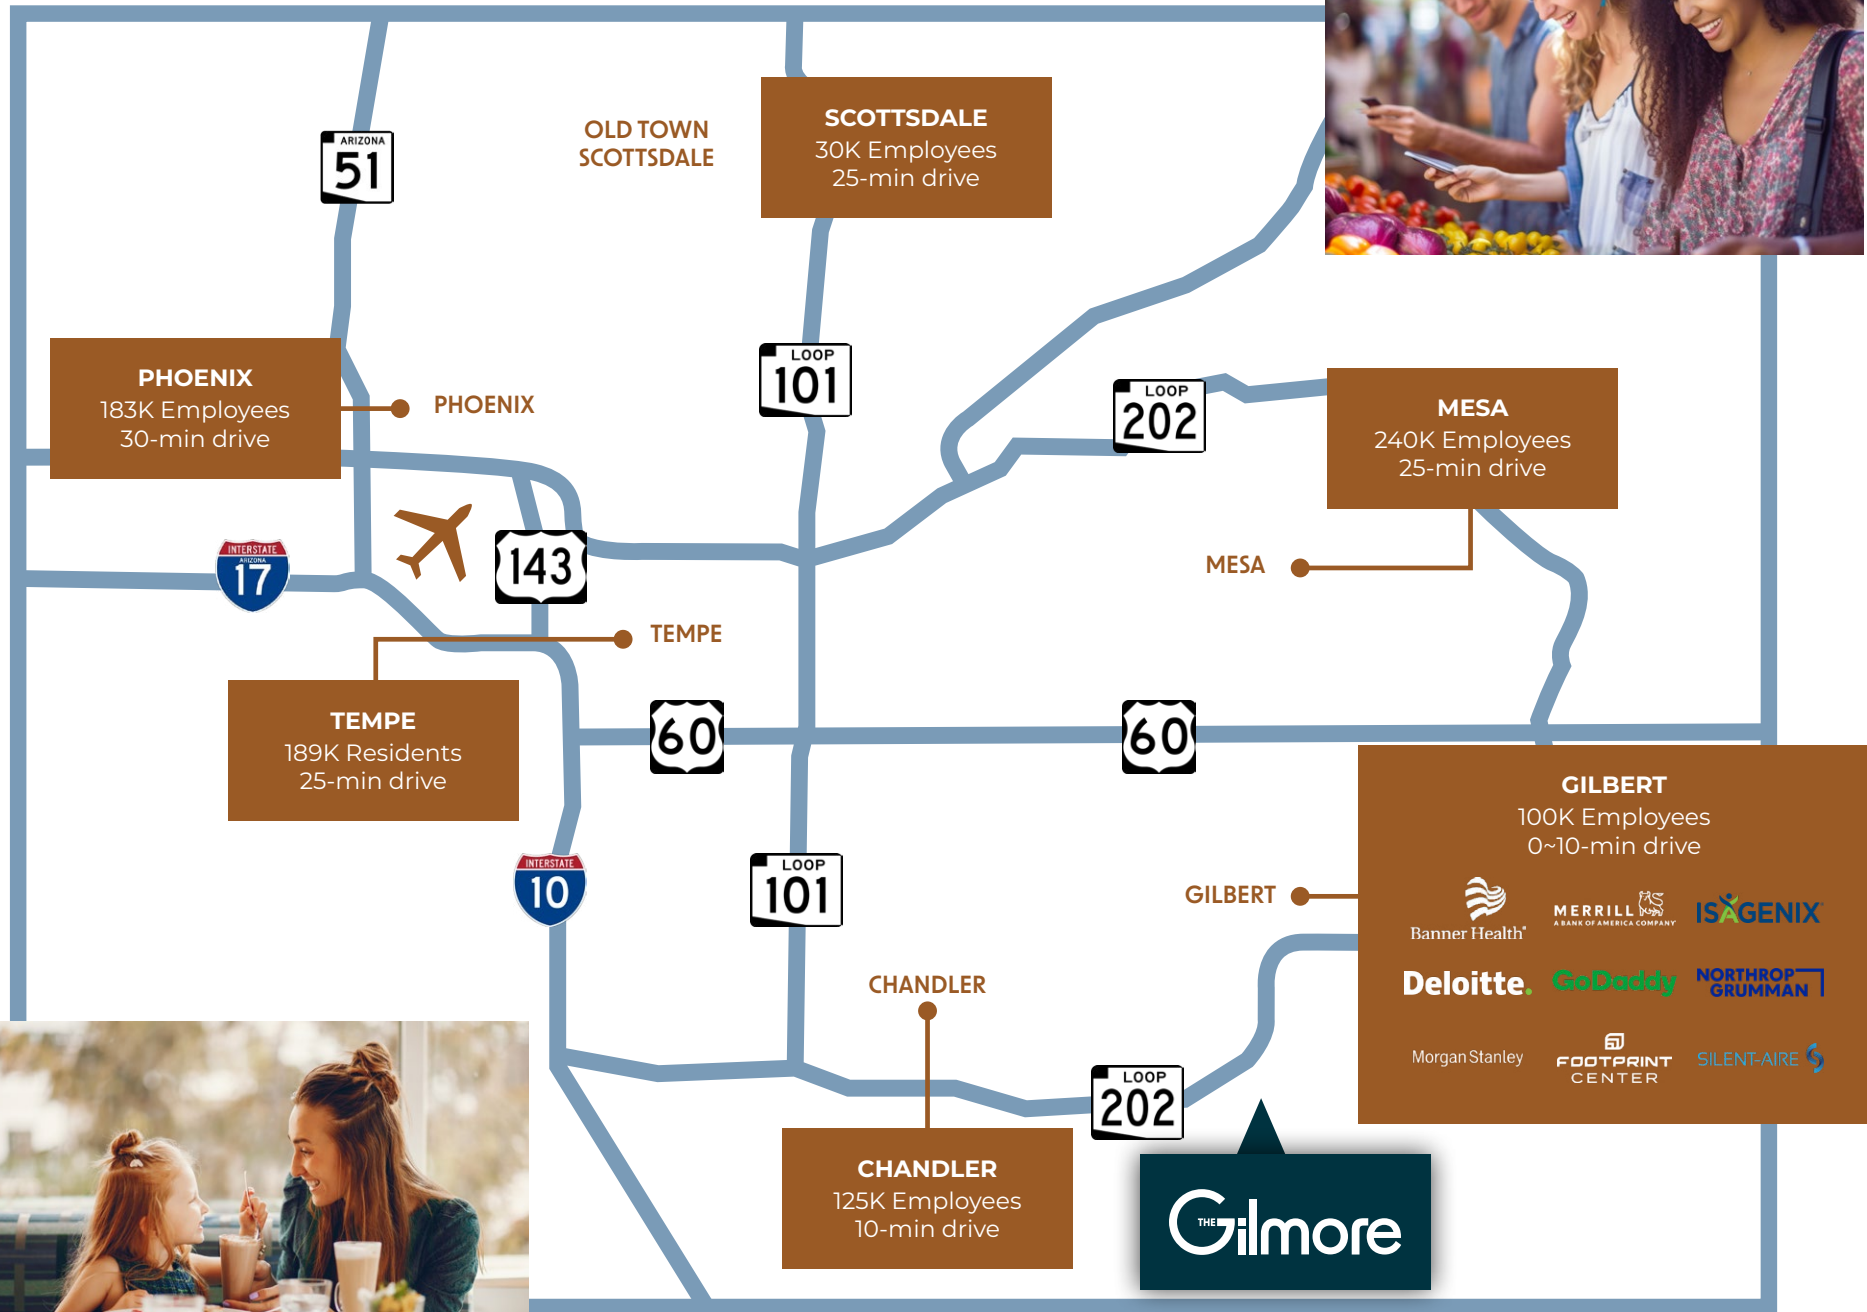 ARIZONA
51
OLD TOWN
SCOTTSDALE
SCOTTSDALE
30K Employees
25-min drive
PHOENIX
183K Employees
30-min drive
PHOENIX
LOOP
101
LOOP
202
MESA
240K Employees
25-min drive
INTERSTATE
ARIZONA
17
143
MESA
TEMPE
TEMPE
189K Residents
25-min drive
60
60
GILBERT
100K Employees
0~10-min drive
Banner Health
MERRILL
A BANK OF AMERICA COMPANY
ISAGENIX
Deloitte.
GoDaddy
NORTHROP
GRUMMAN
Morgan Stanley
FOOTPRINT
CENTER
SILENT-AIRE
INTERSTATE
10
LOOP
101
GILBERT
CHANDLER
LOOP
202
CHANDLER
125K Employees
10-min drive
THE Gilmore